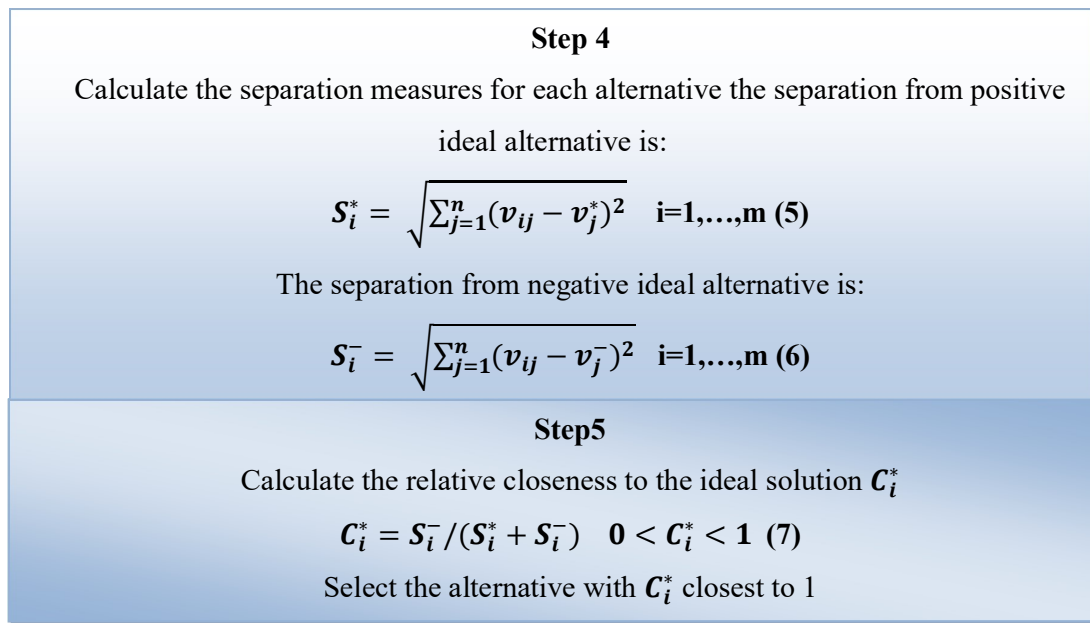 Step 4
Calculate the separation measures for each alternative the separation from positive
ideal alternative is:
$S_i^* = \sqrt{\sum_{j=1}^{n}(v_{ij} - v_j^*)^2}$ i=1,…,m (5)
The separation from negative ideal alternative is:
$S_i^- = \sqrt{\sum_{j=1}^{n}(v_{ij} - v_j^-)^2}$ i=1,…,m (6)
Step5
Calculate the relative closeness to the ideal solution $C_i^*$
$C_i^* = S_i^-/(S_i^* + S_i^-)$ $0 < C_i^* < 1$ (7)
Select the alternative with $C_i^*$ closest to 1